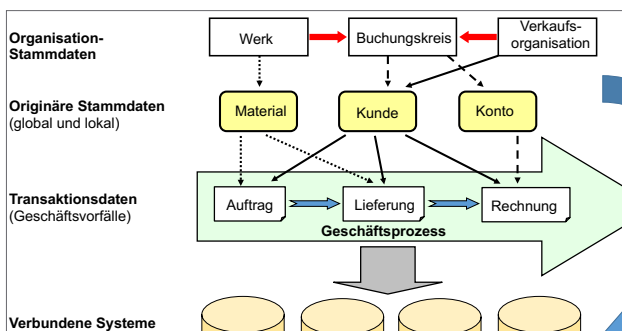 Organisation-
Stammdaten
Werk
Buchungskreis
Verkaufs-
organisation
Originäre Stammdaten
(global und lokal)
Material
Kunde
Konto
Transaktionsdaten
(Geschäftsvorfälle)
Auftrag
Lieferung
Rechnung
Geschäftsprozess
Verbundene Systeme